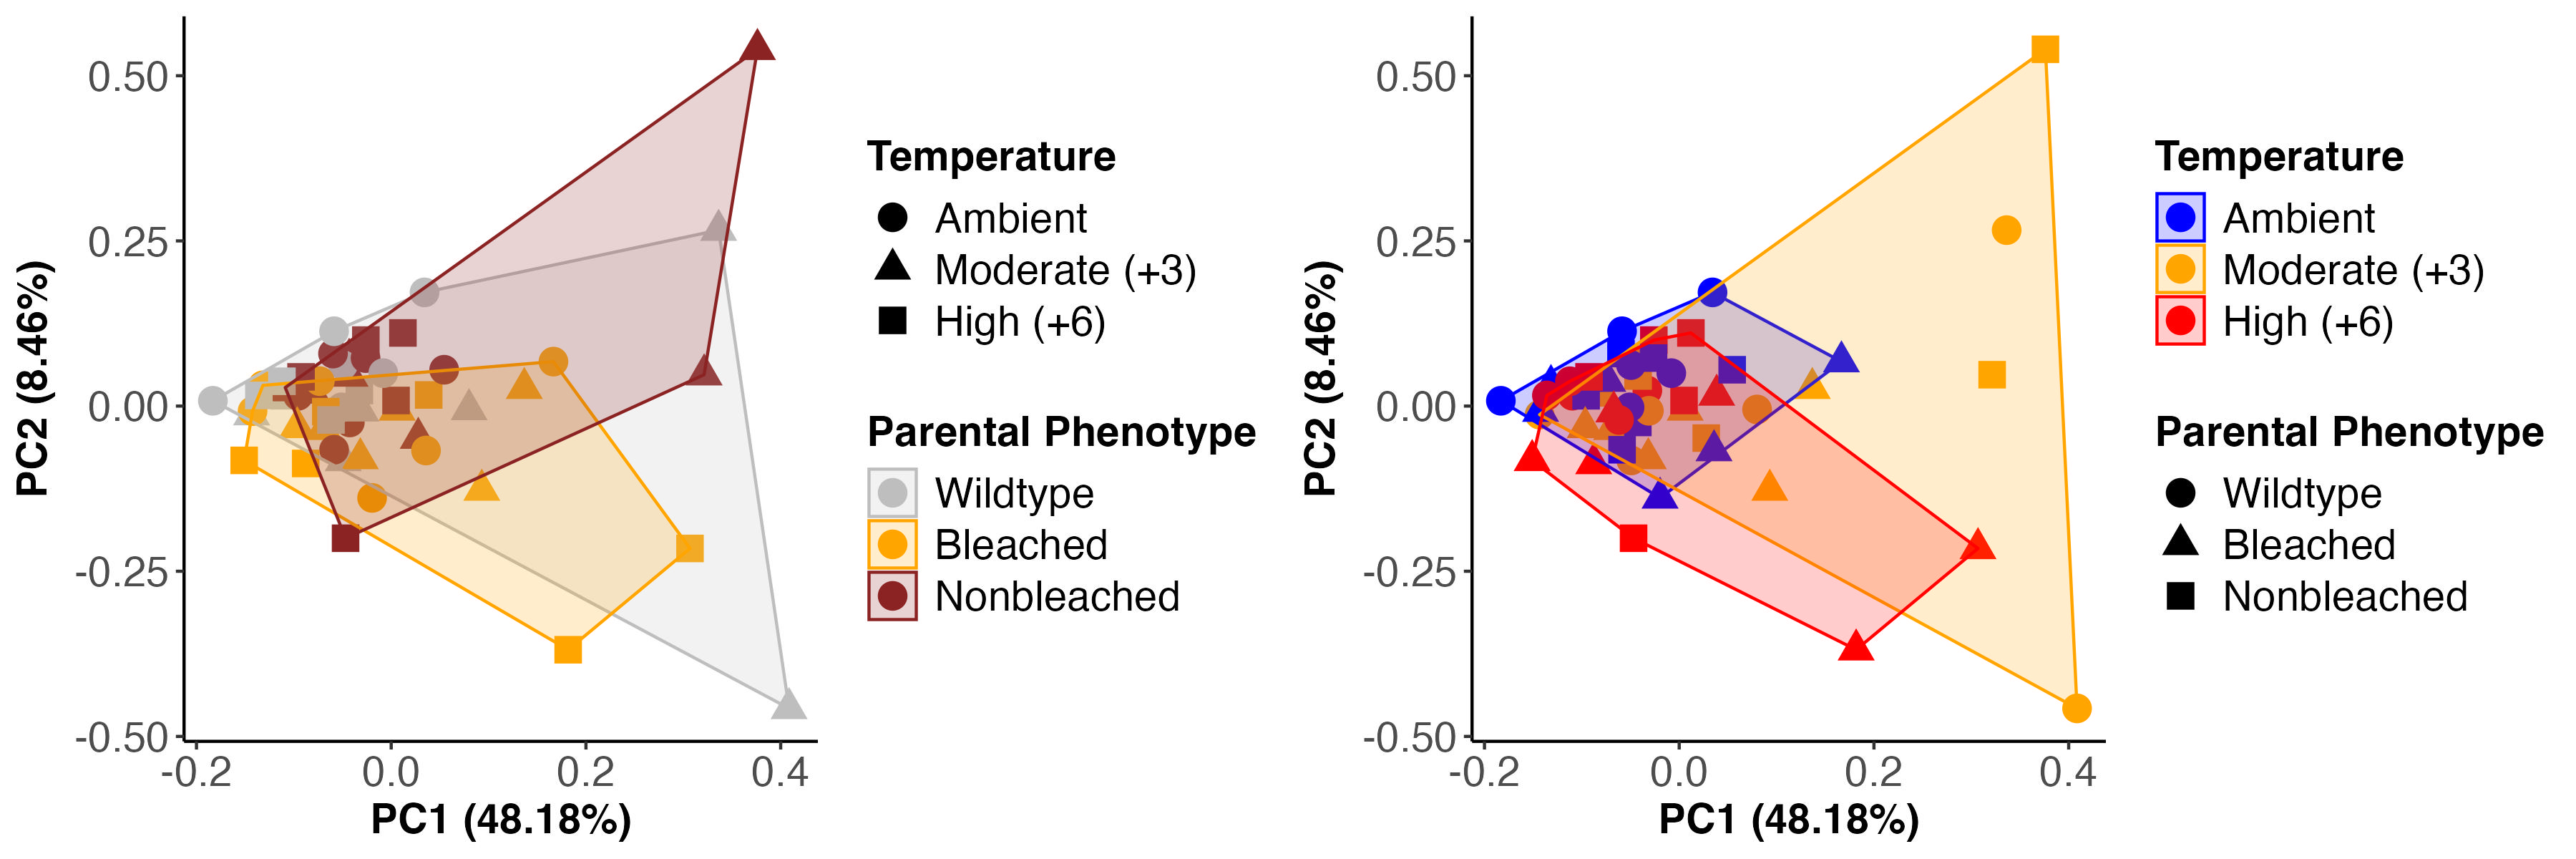 0.50
0.25
0.00
-0.25
-0.50
PC2 (8.46%)
-0.2 0.0 0.2 0.4
PC1 (48.18%)
Temperature
Ambient
Moderate (+3)
High (+6)
Parental Phenotype
Wildtype
Bleached
Nonbleached
0.50
0.25
0.00
-0.25
-0.50
PC2 (8.46%)
-0.2 0.0 0.2 0.4
PC1 (48.18%)
Temperature
Ambient
Moderate (+3)
High (+6)
Parental Phenotype
Wildtype
Bleached
Nonbleached